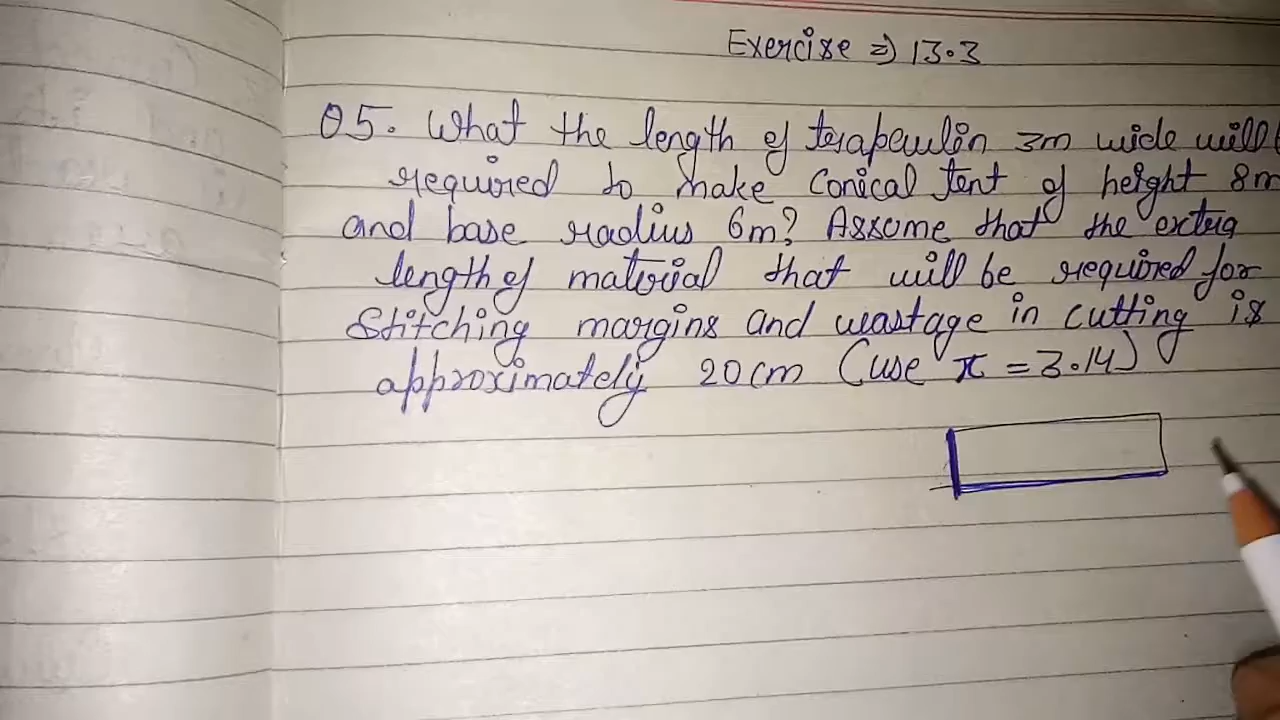 Exercise ⇒ 13.3
Q5. What the length of terapaulin 3m wide will
required to make Conical tent of height 8m
and base radius 6m? Assume that the extra
length of material that will be required for
Stitching margins and wastage in cutting is
approximately 20cm (use π = 3.14)